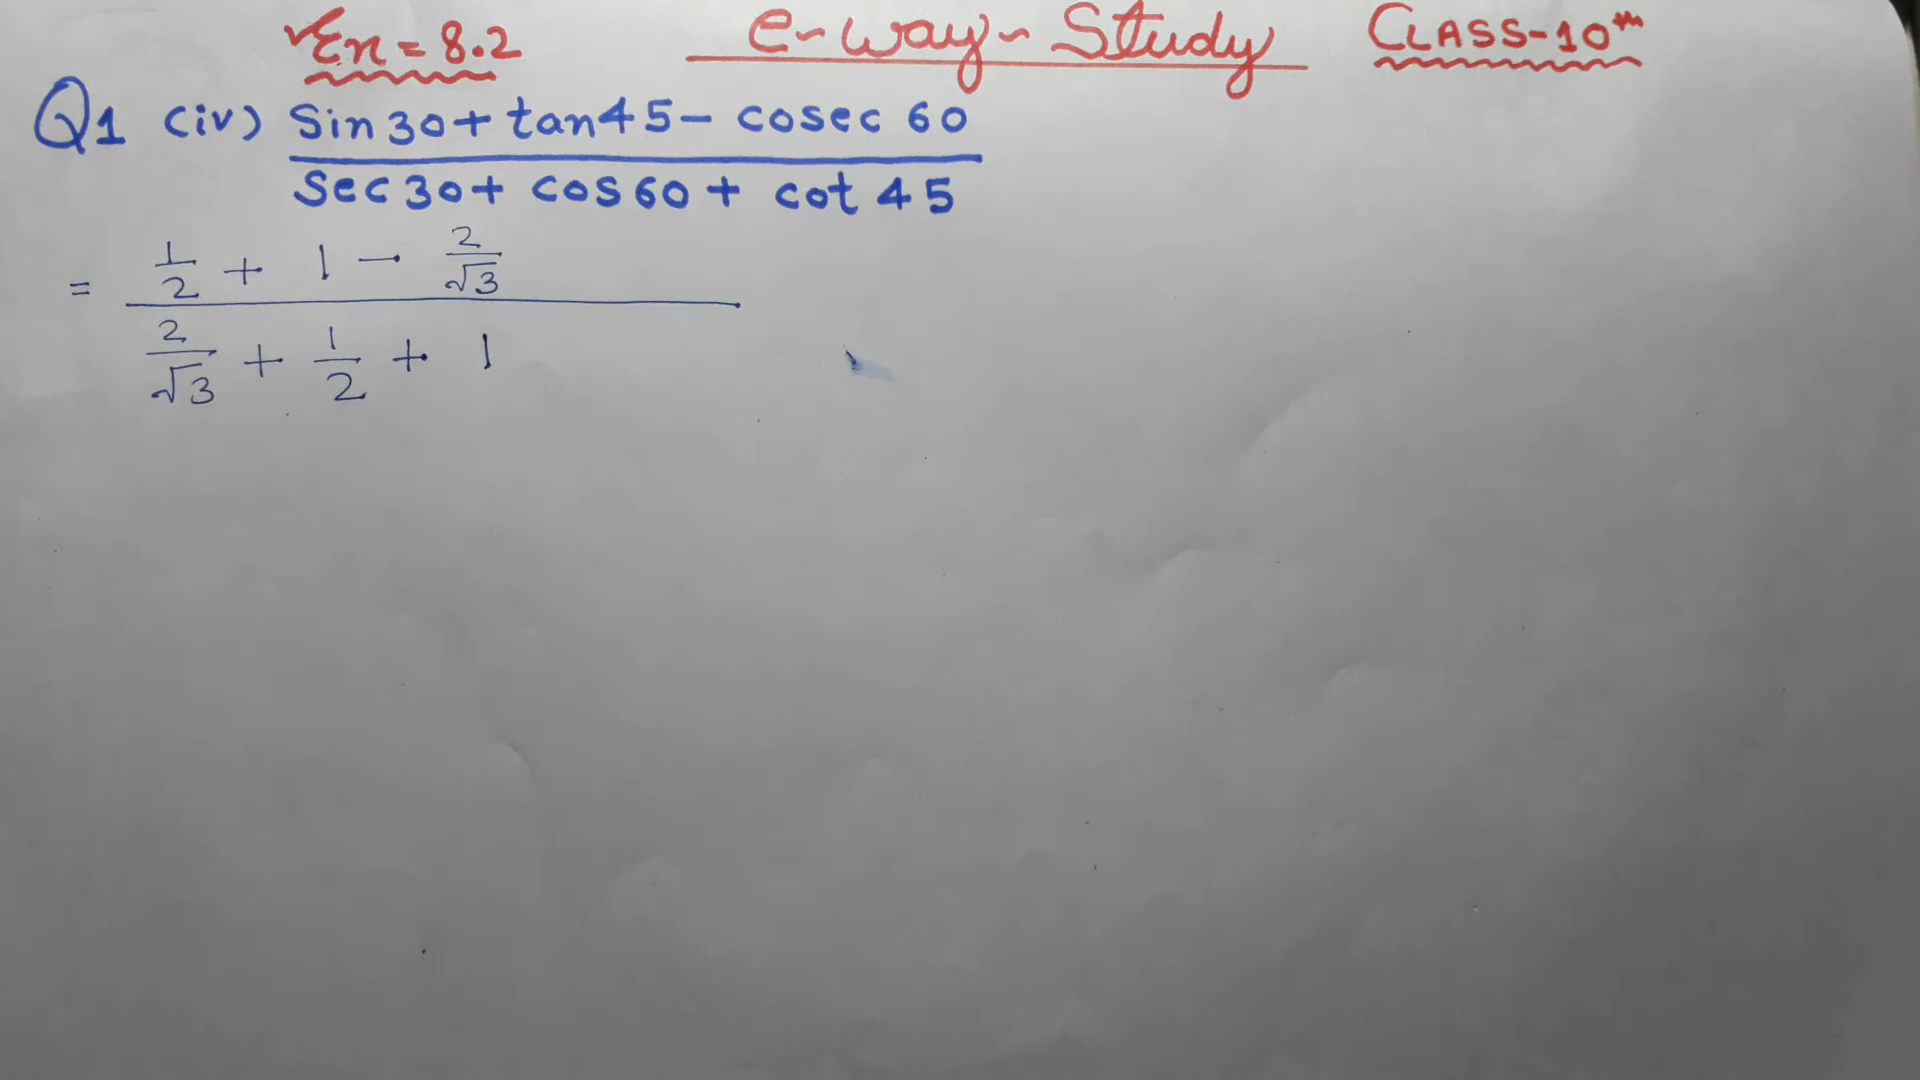 Ex = 8.2 e-way-Study CLASS-10th
Q1 (iv) Sin 30 + tan 45 - cosec 60
Sec 30 + cos 60 + cot 45
= 1/2 + 1 - 2/√3
2/√3 + 1/2 + 1